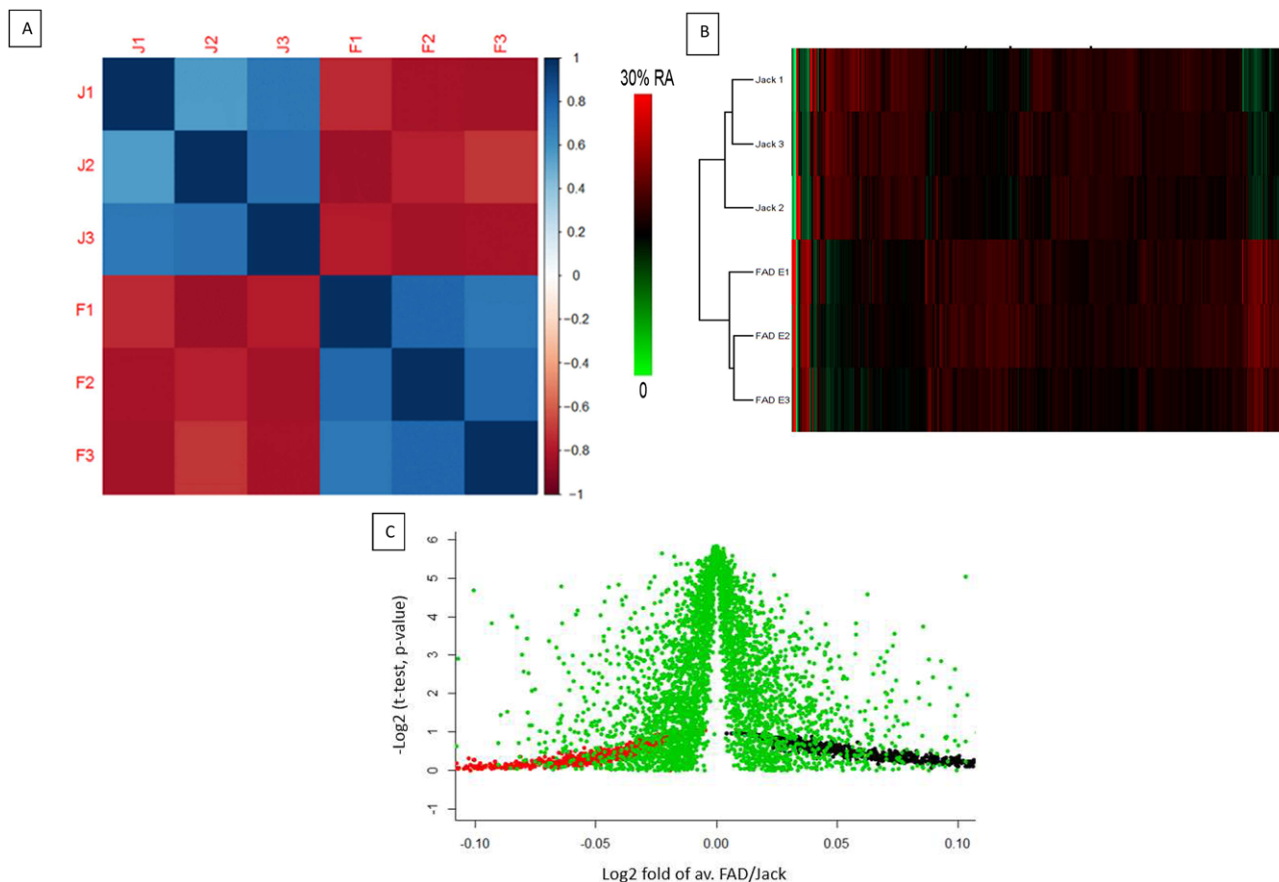 A
J1 J2 J3 F1 F2 F3
J1
J2
J3
F1
F2
F3
1
0.8
0.6
0.4
0.2
0
−0.2
−0.4
−0.6
−0.8
−1
30% RA
0
B
Jack 1
Jack 3
Jack 2
FAD E1
FAD E2
FAD E3
C
-Log2 (t-test, p-value)
6
5
4
3
2
1
0
-1
-0.10 -0.05 0.00 0.05 0.10
Log2 fold of av. FAD/Jack